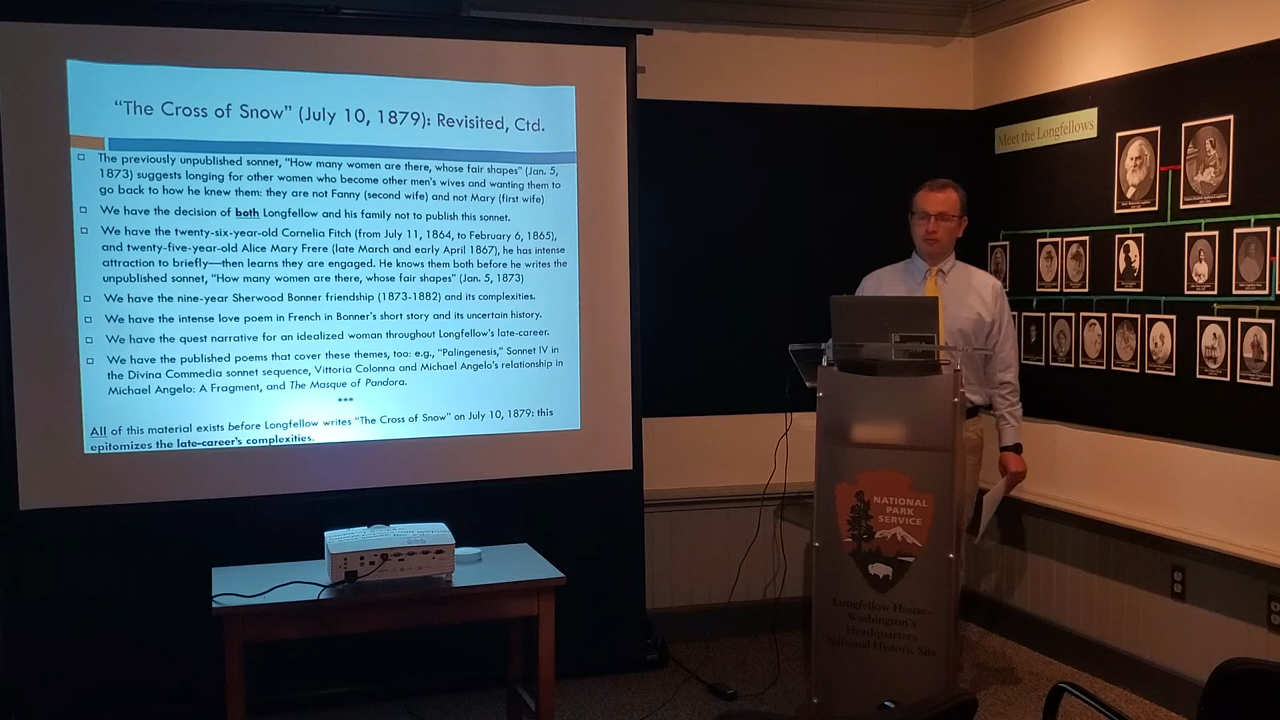 "The Cross of Snow" (July 10, 1879): Revisited, Ctd.
The previously unpublished sonnet, "How many women are there, whose fair shapes" (Jan. 5,
1873) suggests longing for other women who become other men's wives and wanting them to
go back to how he knew them: they are not Fanny (second wife) and not Mary (first wife)
We have the decision of both Longfellow and his family not to publish this sonnet.
We have the twenty-six-year-old Cornelia Fitch (from July 11, 1864, to February 6, 1865),
and twenty-five-year-old Alice Mary Frere (late March and early April 1867), he has intense
attraction to briefly—then learns they are engaged. He knows them both before he writes the
unpublished sonnet, "How many women are there, whose fair shapes" (Jan. 5, 1873)
We have the nine-year Sherwood Bonner friendship (1873-1882) and its complexities.
We have the intense love poem in French in Bonner's short story and its uncertain history.
We have the quest narrative for an idealized woman throughout Longfellow's late-career.
We have the published poems that cover these themes, too: e.g., "Palingenesis," Sonnet IV in
the Divina Commedia sonnet sequence, Vittoria Colonna and Michael Angelo's relationship in
Michael Angelo: A Fragment, and The Masque of Pandora.
***
All of this material exists before Longfellow writes "The Cross of Snow" on July 10, 1879: this
epitomizes the late-career's complexities.
Meet the Longfellows
NATIONAL
PARK
SERVICE
Longfellow House-
Washington's
Headquarters
National Historic Site